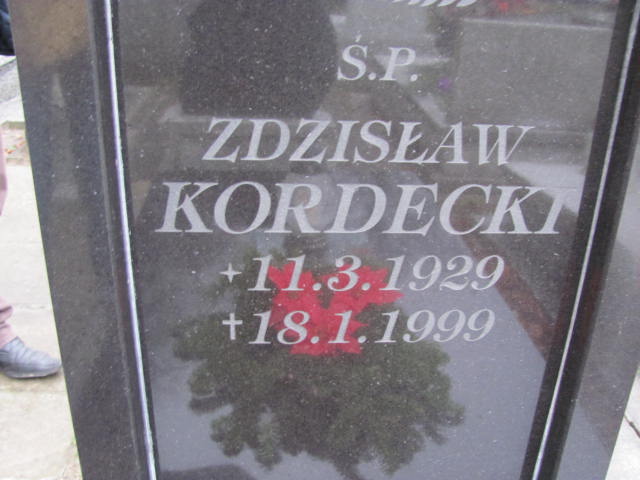 Ś.P.
ZDZISŁAW
KORDECKI
+11.3.1929
†18.1.1999